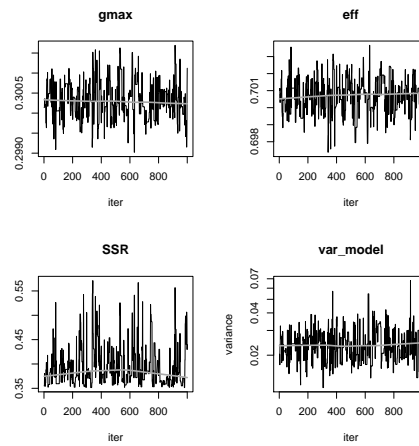 gmax
0.2990 0.3005
0 200 400 600 800
iter
eff
0.698 0.701
0 200 400 600 800
iter
SSR
0.35 0.45 0.55
0 200 400 600 800
iter
var_model
variance
0.02 0.04 0.07
0 200 400 600 800
iter